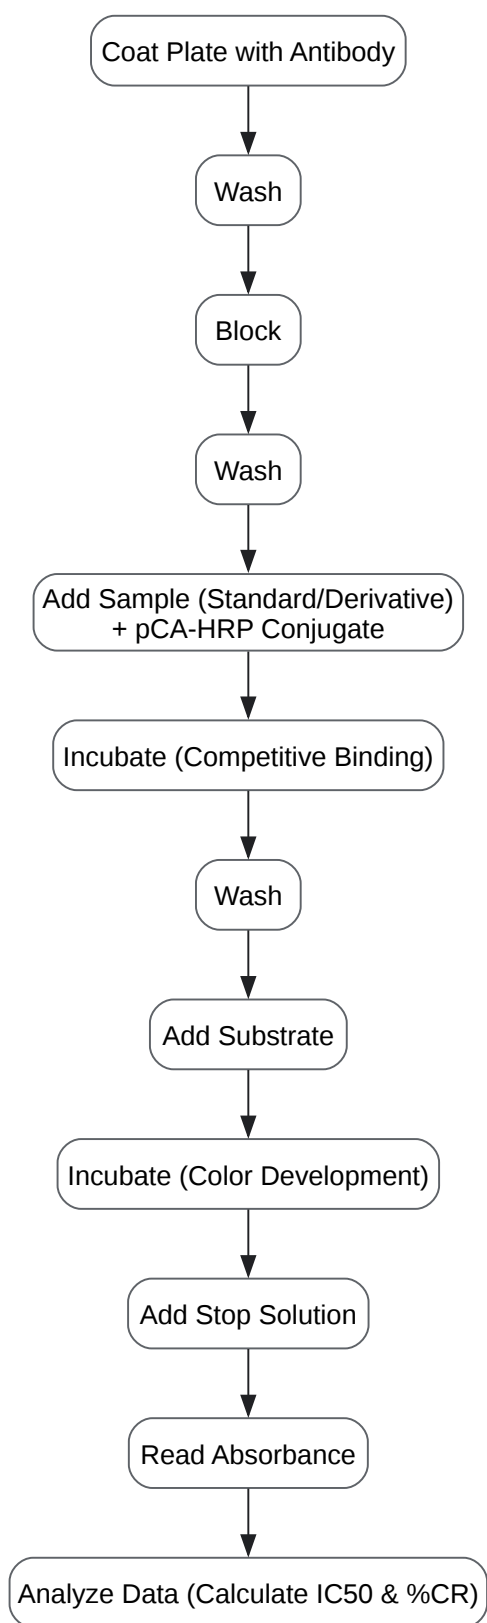 Coat Plate with Antibody
Wash
Block
Wash
Add Sample (Standard/Derivative)
+ pCA-HRP Conjugate
Incubate (Competitive Binding)
Wash
Add Substrate
Incubate (Color Development)
Add Stop Solution
Read Absorbance
Analyze Data (Calculate IC50 & %CR)